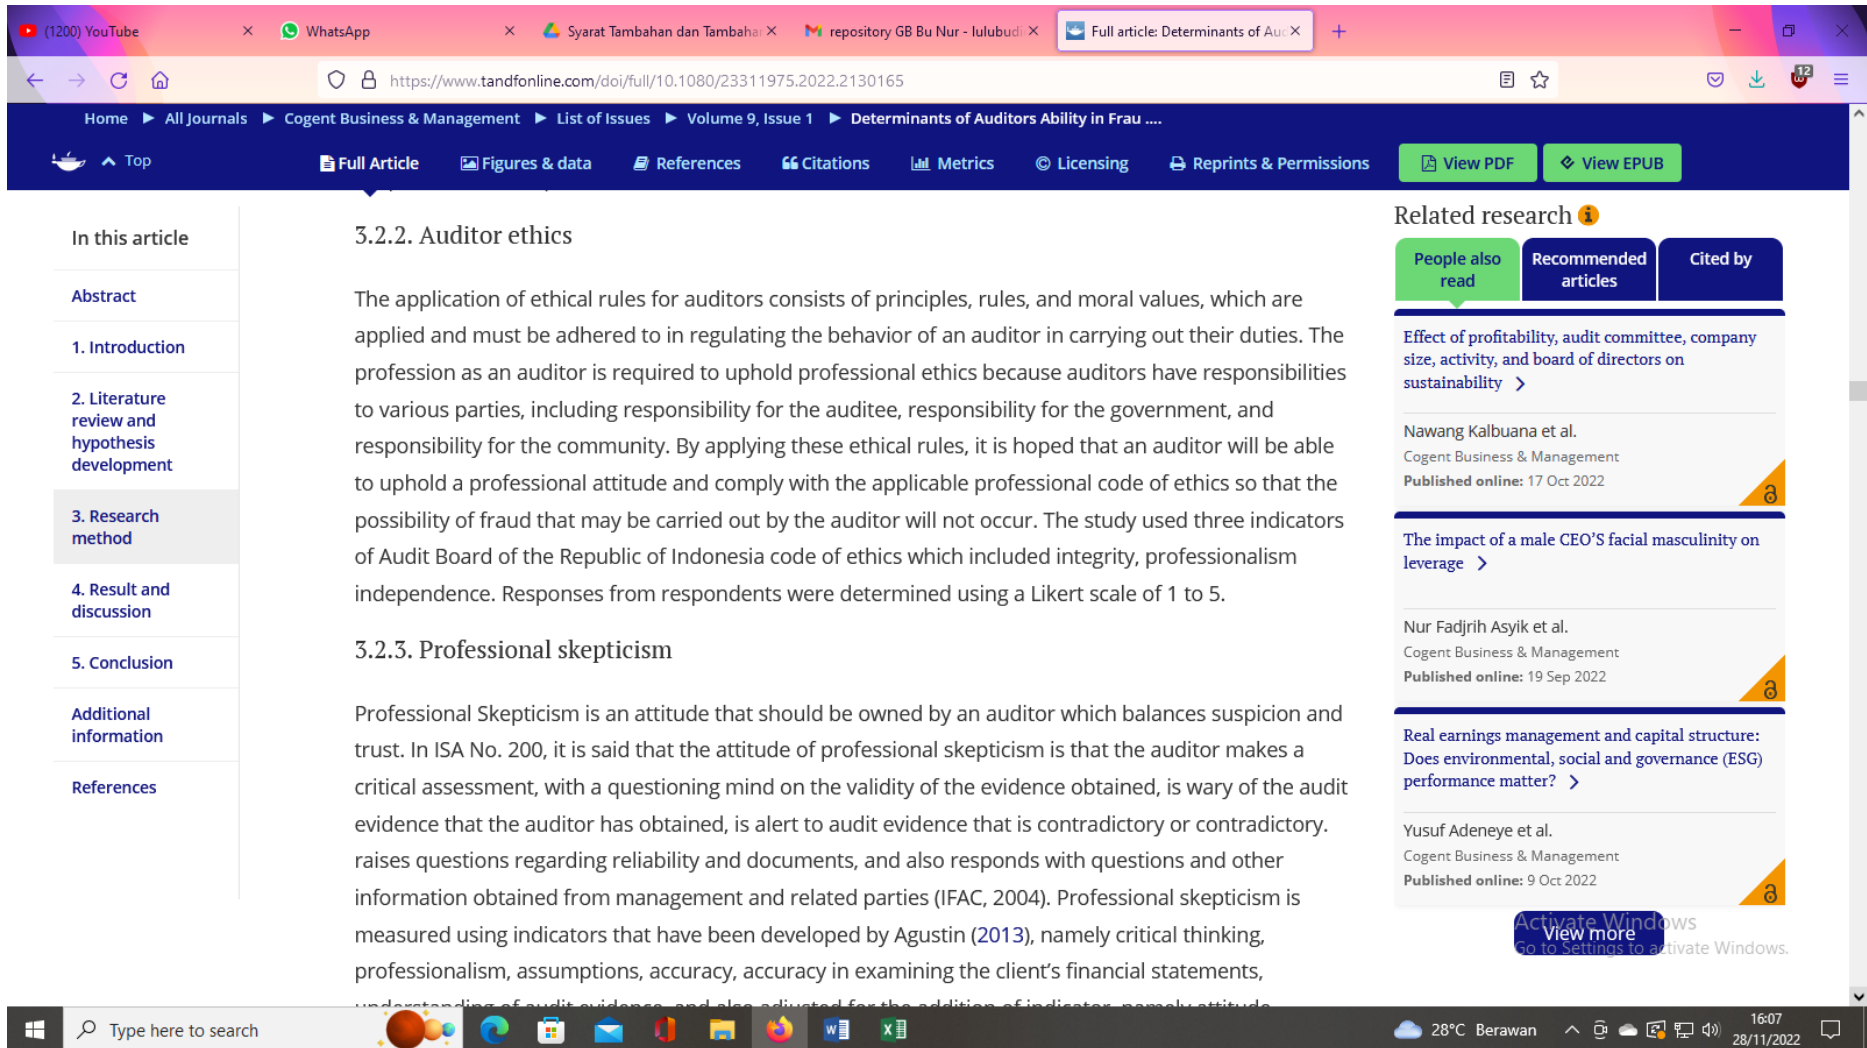 (1200) YouTube
WhatsApp
Syarat Tambahan dan Tambahan
repository GB Bu Nur - lulubudi
Full article: Determinants of Aud
https://www.tandfonline.com/doi/full/10.1080/23311975.2022.2130165
12
Home ▶ All Journals ▶ Cogent Business & Management ▶ List of Issues ▶ Volume 9, Issue 1 ▶ Determinants of Auditors Ability in Frau ....
Top
Full Article
Figures & data
References
Citations
Metrics
Licensing
Reprints & Permissions
View PDF
View EPUB
In this article
Abstract
1. Introduction
2. Literature
review and
hypothesis
development
3. Research
method
4. Result and
discussion
5. Conclusion
Additional
information
References
3.2.2. Auditor ethics
The application of ethical rules for auditors consists of principles, rules, and moral values, which are
applied and must be adhered to in regulating the behavior of an auditor in carrying out their duties. The
profession as an auditor is required to uphold professional ethics because auditors have responsibilities
to various parties, including responsibility for the auditee, responsibility for the government, and
responsibility for the community. By applying these ethical rules, it is hoped that an auditor will be able
to uphold a professional attitude and comply with the applicable professional code of ethics so that the
possibility of fraud that may be carried out by the auditor will not occur. The study used three indicators
of Audit Board of the Republic of Indonesia code of ethics which included integrity, professionalism
independence. Responses from respondents were determined using a Likert scale of 1 to 5.
3.2.3. Professional skepticism
Professional Skepticism is an attitude that should be owned by an auditor which balances suspicion and
trust. In ISA No. 200, it is said that the attitude of professional skepticism is that the auditor makes a
critical assessment, with a questioning mind on the validity of the evidence obtained, is wary of the audit
evidence that the auditor has obtained, is alert to audit evidence that is contradictory or contradictory.
raises questions regarding reliability and documents, and also responds with questions and other
information obtained from management and related parties (IFAC, 2004). Professional skepticism is
measured using indicators that have been developed by Agustin (2013), namely critical thinking,
professionalism, assumptions, accuracy, accuracy in examining the client's financial statements,
understanding of audit evidence, and also adjusted for the addition of indicator, namely attitude
Related research
People also
read
Recommended
articles
Cited by
Effect of profitability, audit committee, company
size, activity, and board of directors on
sustainability
Nawang Kalbuana et al.
Cogent Business & Management
Published online: 17 Oct 2022
The impact of a male CEO'S facial masculinity on
leverage
Nur Fadjrih Asyik et al.
Cogent Business & Management
Published online: 19 Sep 2022
Real earnings management and capital structure:
Does environmental, social and governance (ESG)
performance matter?
Yusuf Adeneye et al.
Cogent Business & Management
Published online: 9 Oct 2022
View more
Activate Windows
Go to Settings to activate Windows.
Type here to search
28°C Berawan
16:07
28/11/2022